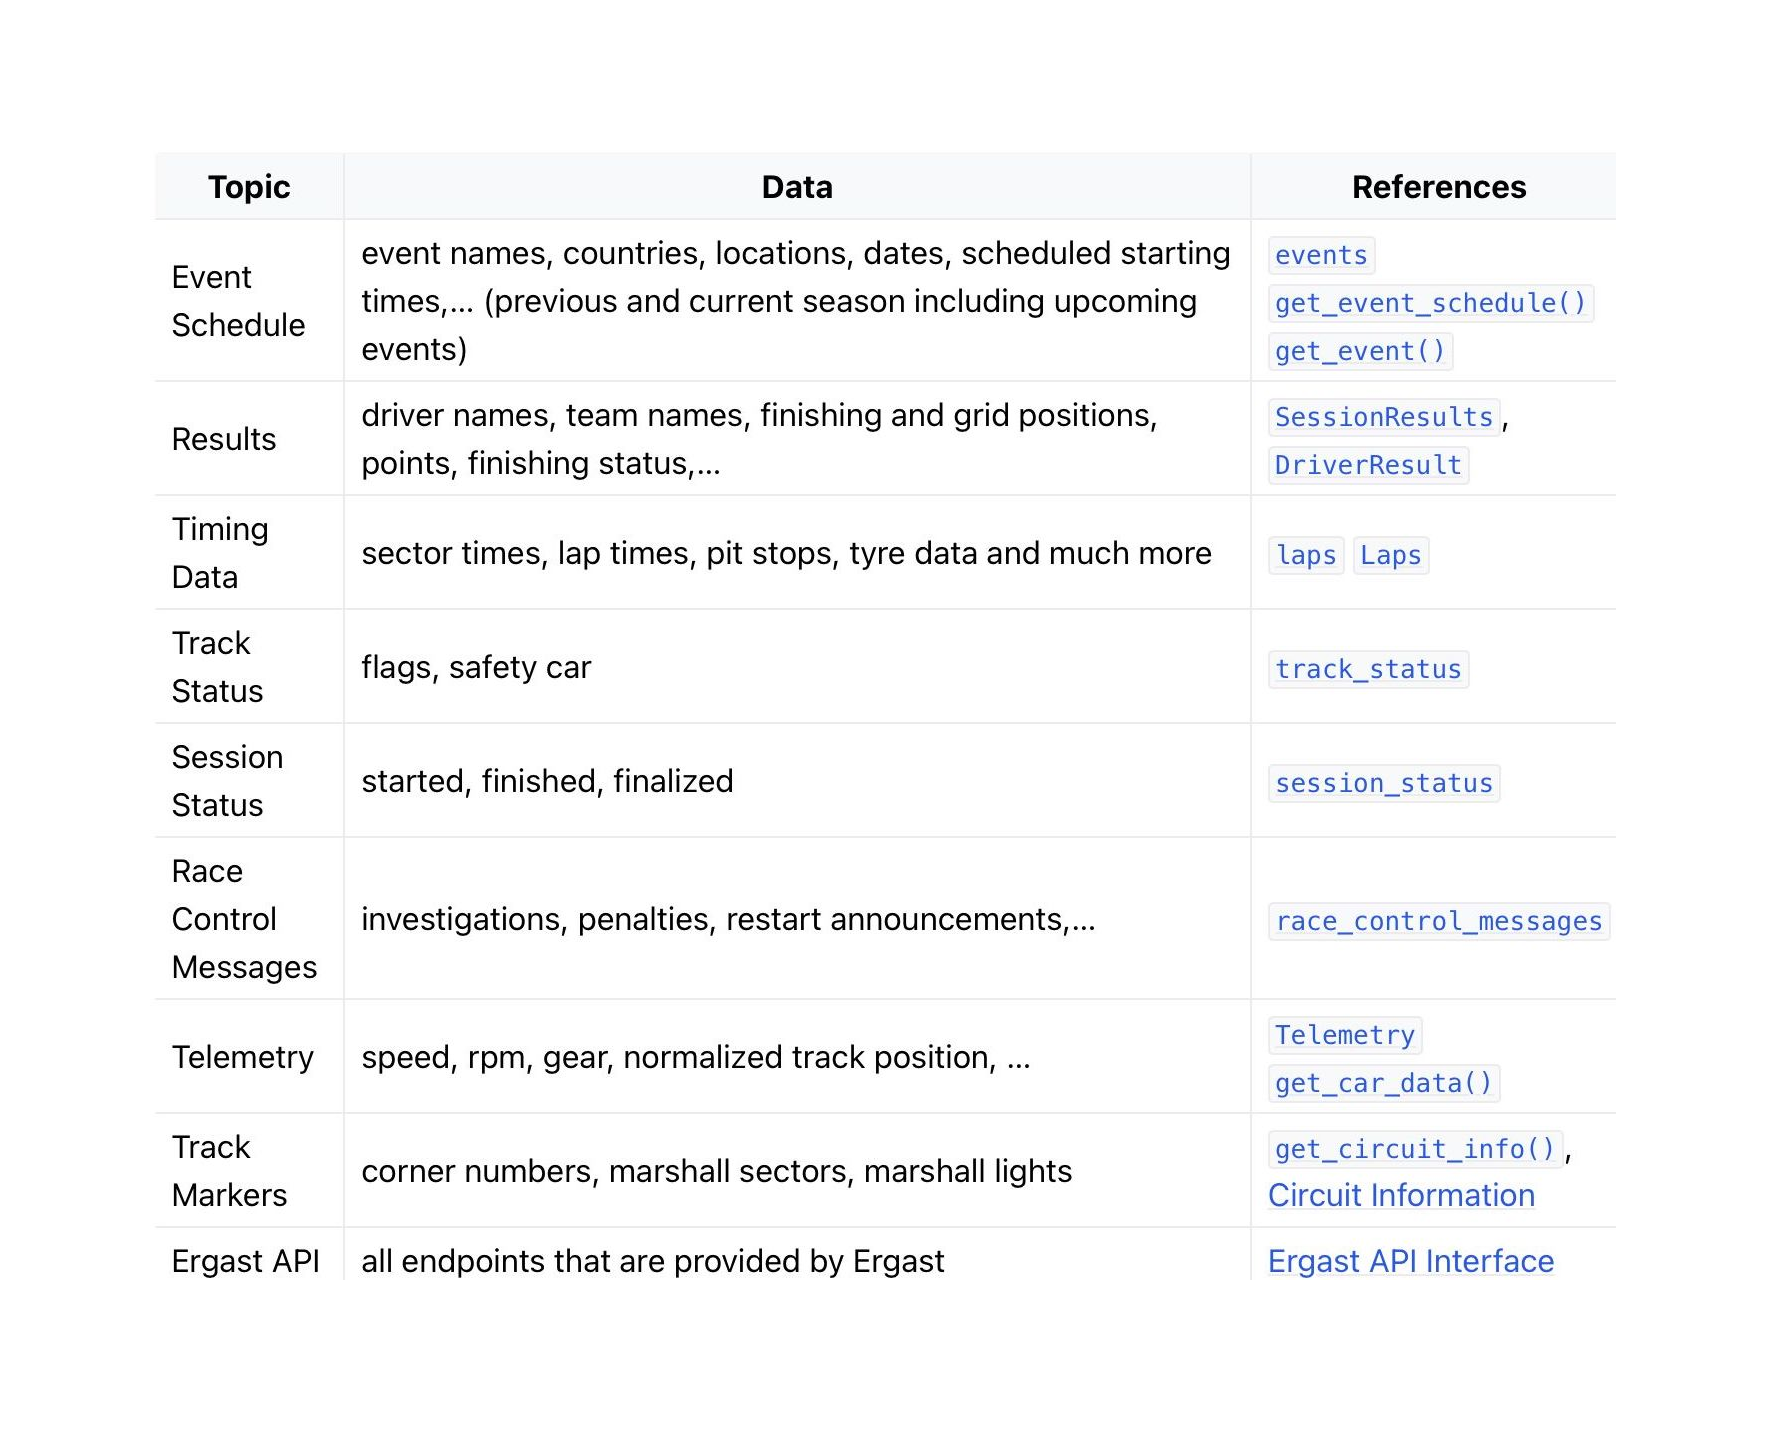 Topic Data References
Event
Schedule
event names, countries, locations, dates, scheduled starting
times,... (previous and current season including upcoming
events)
events
get_event_schedule()
get_event()
Results
driver names, team names, finishing and grid positions,
points, finishing status,...
SessionResults,
DriverResult
Timing
Data
sector times, lap times, pit stops, tyre data and much more
laps Laps
Track
Status
flags, safety car
track_status
Session
Status
started, finished, finalized
session_status
Race
Control
Messages
investigations, penalties, restart announcements,...
race_control_messages
Telemetry
speed, rpm, gear, normalized track position, ...
Telemetry
get_car_data()
Track
Markers
corner numbers, marshall sectors, marshall lights
get_circuit_info(),
Circuit Information
Ergast API
all endpoints that are provided by Ergast
Ergast API Interface